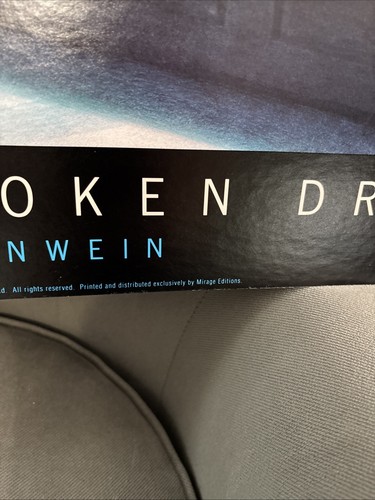 OKEN DR
NWEIN
d. All rights reserved. Printed and distributed exclusively by Mirage Editions